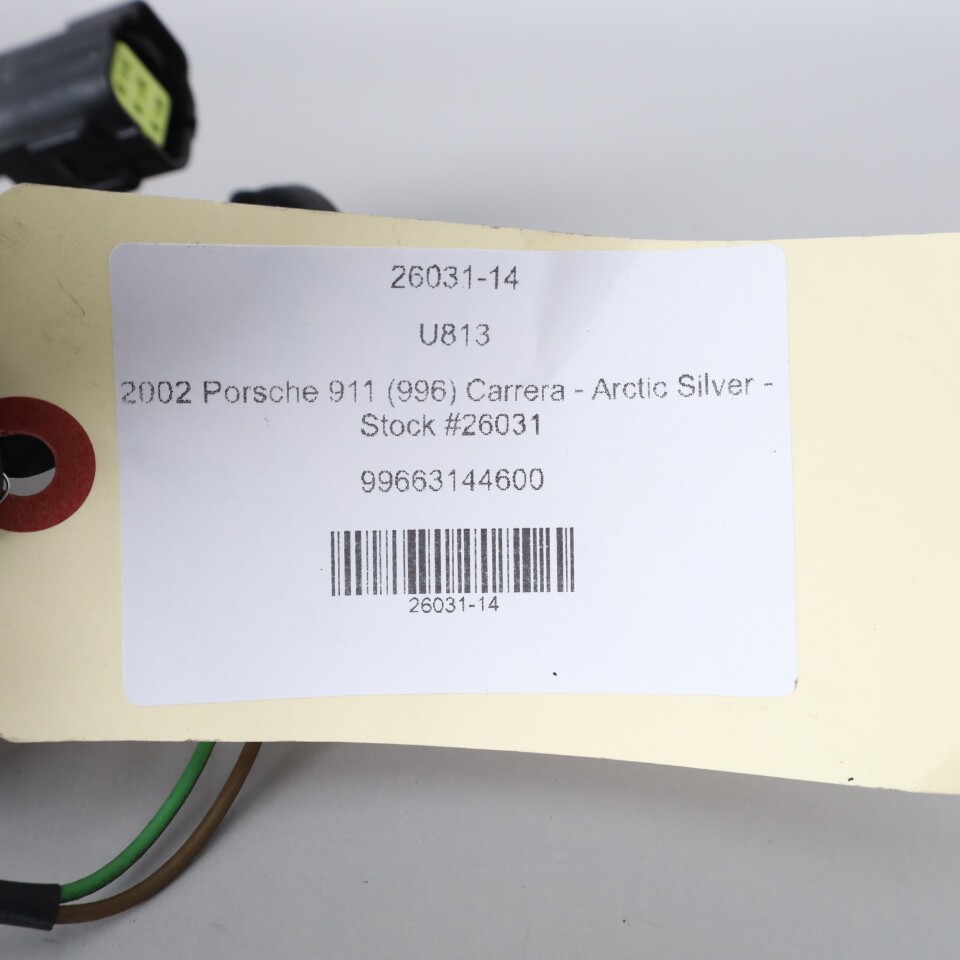 26031-14
U813
2002 Porsche 911 (996) Carrera - Arctic Silver -
Stock #26031
99663144600
26031-14